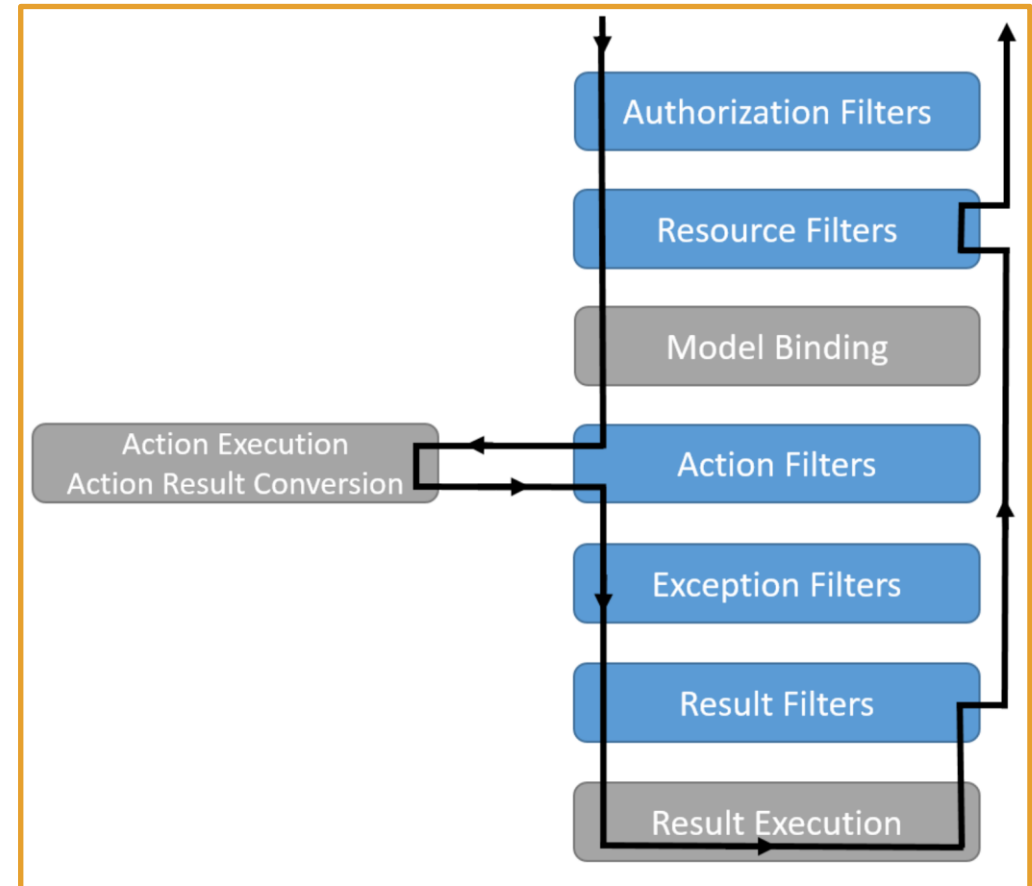 Authorization Filters
Resource Filters
Model Binding
Action Execution
Action Result Conversion
Action Filters
Exception Filters
Result Filters
Result Execution